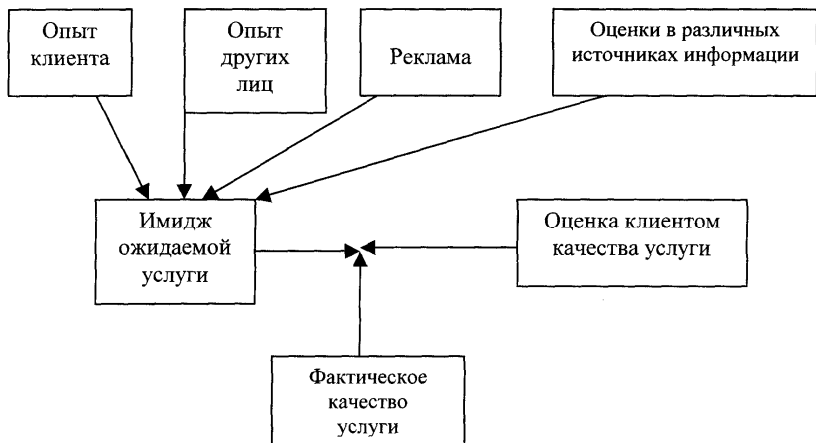 Опыт
клиента
Опыт
других
лиц
Реклама
Оценки в различных
источниках информации
Имидж
ожидаемой
услуги
Оценка клиентом
качества услуги
Фактическое
качество
услуги